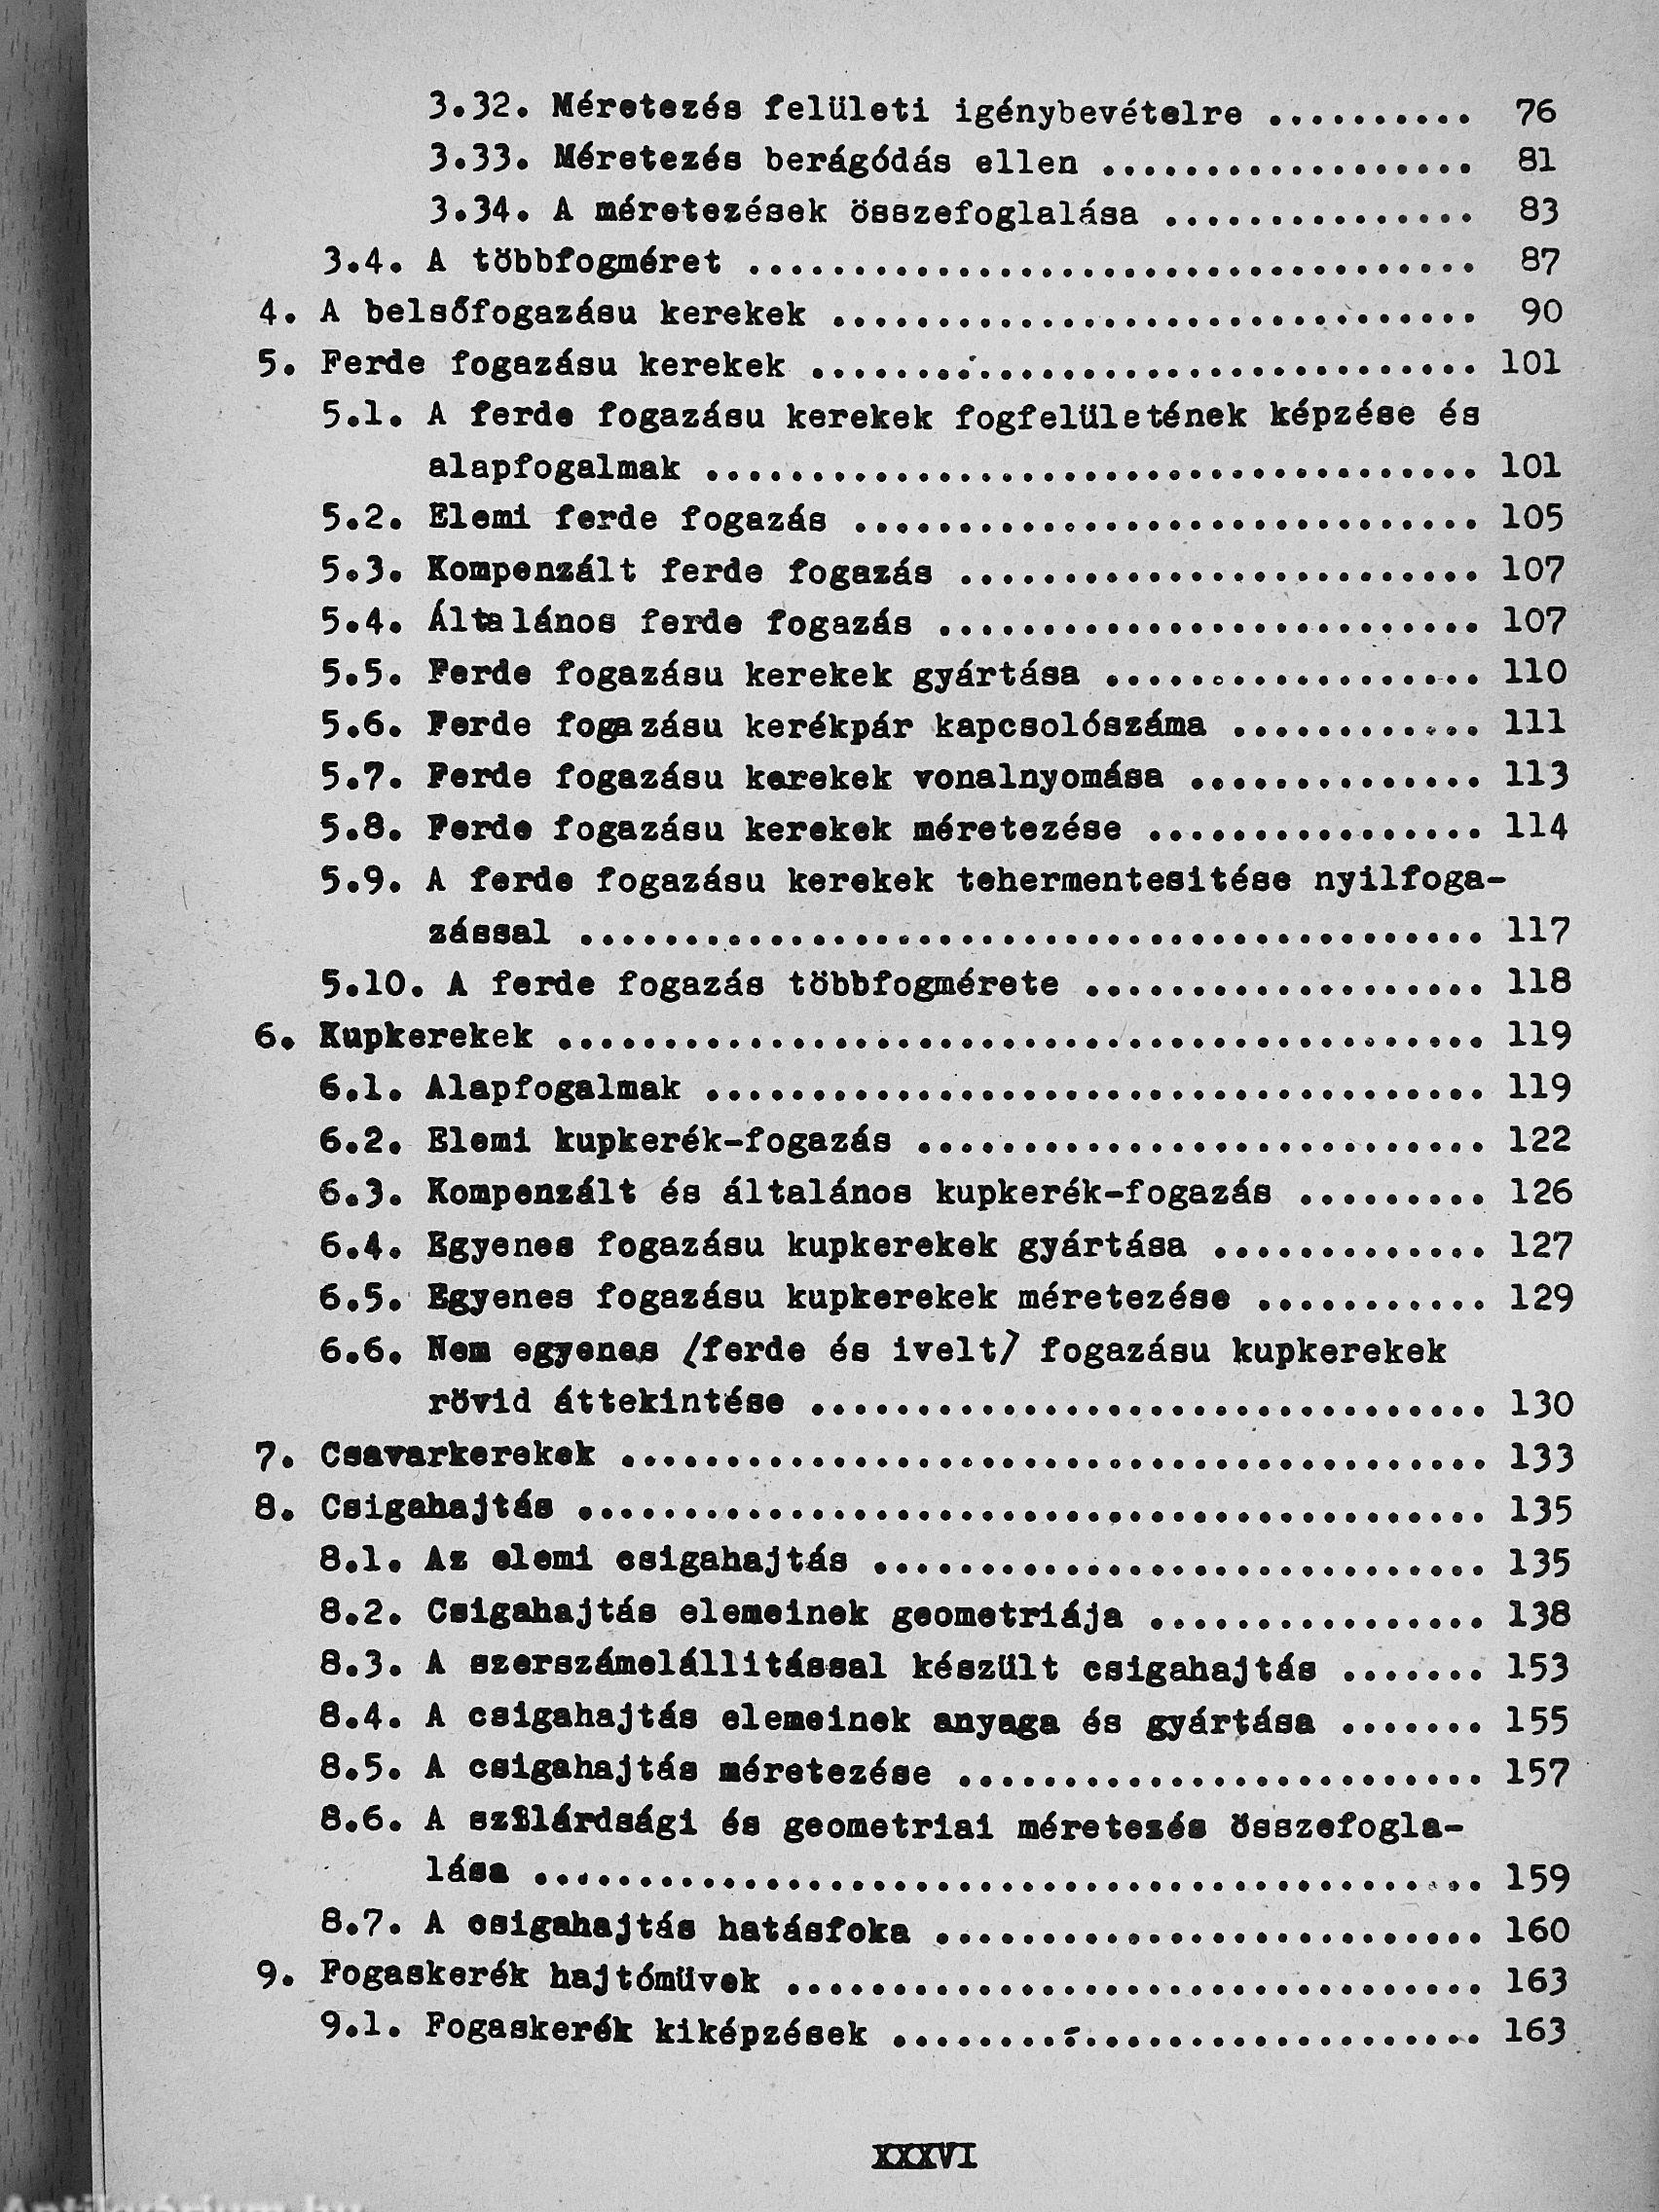 3.32. Méretezés felületi igénybevételre .......... 76
3.33. Méretezés berágódás ellen .................. 81
3.34. A méretezések összefoglalása ............... 83
3.4. A többfogméret ................................... 87
4. A belsőfogazásu kerekek ............................... 90
5. Ferde fogazásu kerekek ................................ 101
5.1. A ferde fogazásu kerekek fogfelületének képzése és
alapfogalmak ..................................... 101
5.2. Elemi ferde fogazás .............................. 105
5.3. Kompenzált ferde fogazás ......................... 107
5.4. Általános ferde fogazás .......................... 107
5.5. Ferde fogazásu kerekek gyártása .................. 110
5.6. Ferde fogazásu kerékpár kapcsolószáma ............ 111
5.7. Ferde fogazásu kerekek vonalnyomása .............. 113
5.8. Ferde fogazásu kerekek méretezése ................ 114
5.9. A ferde fogazásu kerekek tehermentesitése nyilfoga-
zással ........................................... 117
5.10. A ferde fogazás többfogmérete ................... 118
6. Kupkerekek ............................................ 119
6.1. Alapfogalmak ..................................... 119
6.2. Elemi kupkerék-fogazás ........................... 122
6.3. Kompenzált és általános kupkerék-fogazás ......... 126
6.4. Egyenes fogazásu kupkerekek gyártása ............. 127
6.5. Egyenes fogazásu kupkerekek méretezése ........... 129
6.6. Nem egyenes /ferde és ivelt/ fogazásu kupkerekek
rövid áttekintése ................................ 130
7. Csavarkerekek ......................................... 133
8. Csigahajtás ........................................... 135
8.1. Az elemi csigahajtás ............................. 135
8.2. Csigahajtás elemeinek geometriája ................ 138
8.3. A szerszámelállitással készült csigahajtás ....... 153
8.4. A csigahajtás elemeinek anyaga és gyártása ....... 155
8.5. A csigahajtás méretezése ......................... 157
8.6. A szilárdsági és geometriai méretezés összefogla-
lása ............................................. 159
8.7. A csigahajtás hatásfoka .......................... 160
9. Fogaskerék hajtómüvek ................................. 163
9.1. Fogaskerék kiképzések ............................ 163
XXXVI